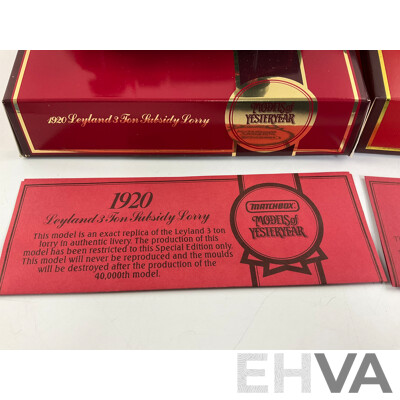 1920 Leyland 3 Ton Subsidy Lorry
MODELS of
YESTERYEAR
1920
Leyland 3 Ton Subsidy Lorry
This model is an exact replica of the Leyland 3 ton
lorry in authentic livery. The production of this
model has been restricted to this Special Edition only.
This model will never be reproduced and the moulds
will be destroyed after the production of the
40,000th model.
MATCHBOX
MODELS of
YESTERYEAR
EHVA